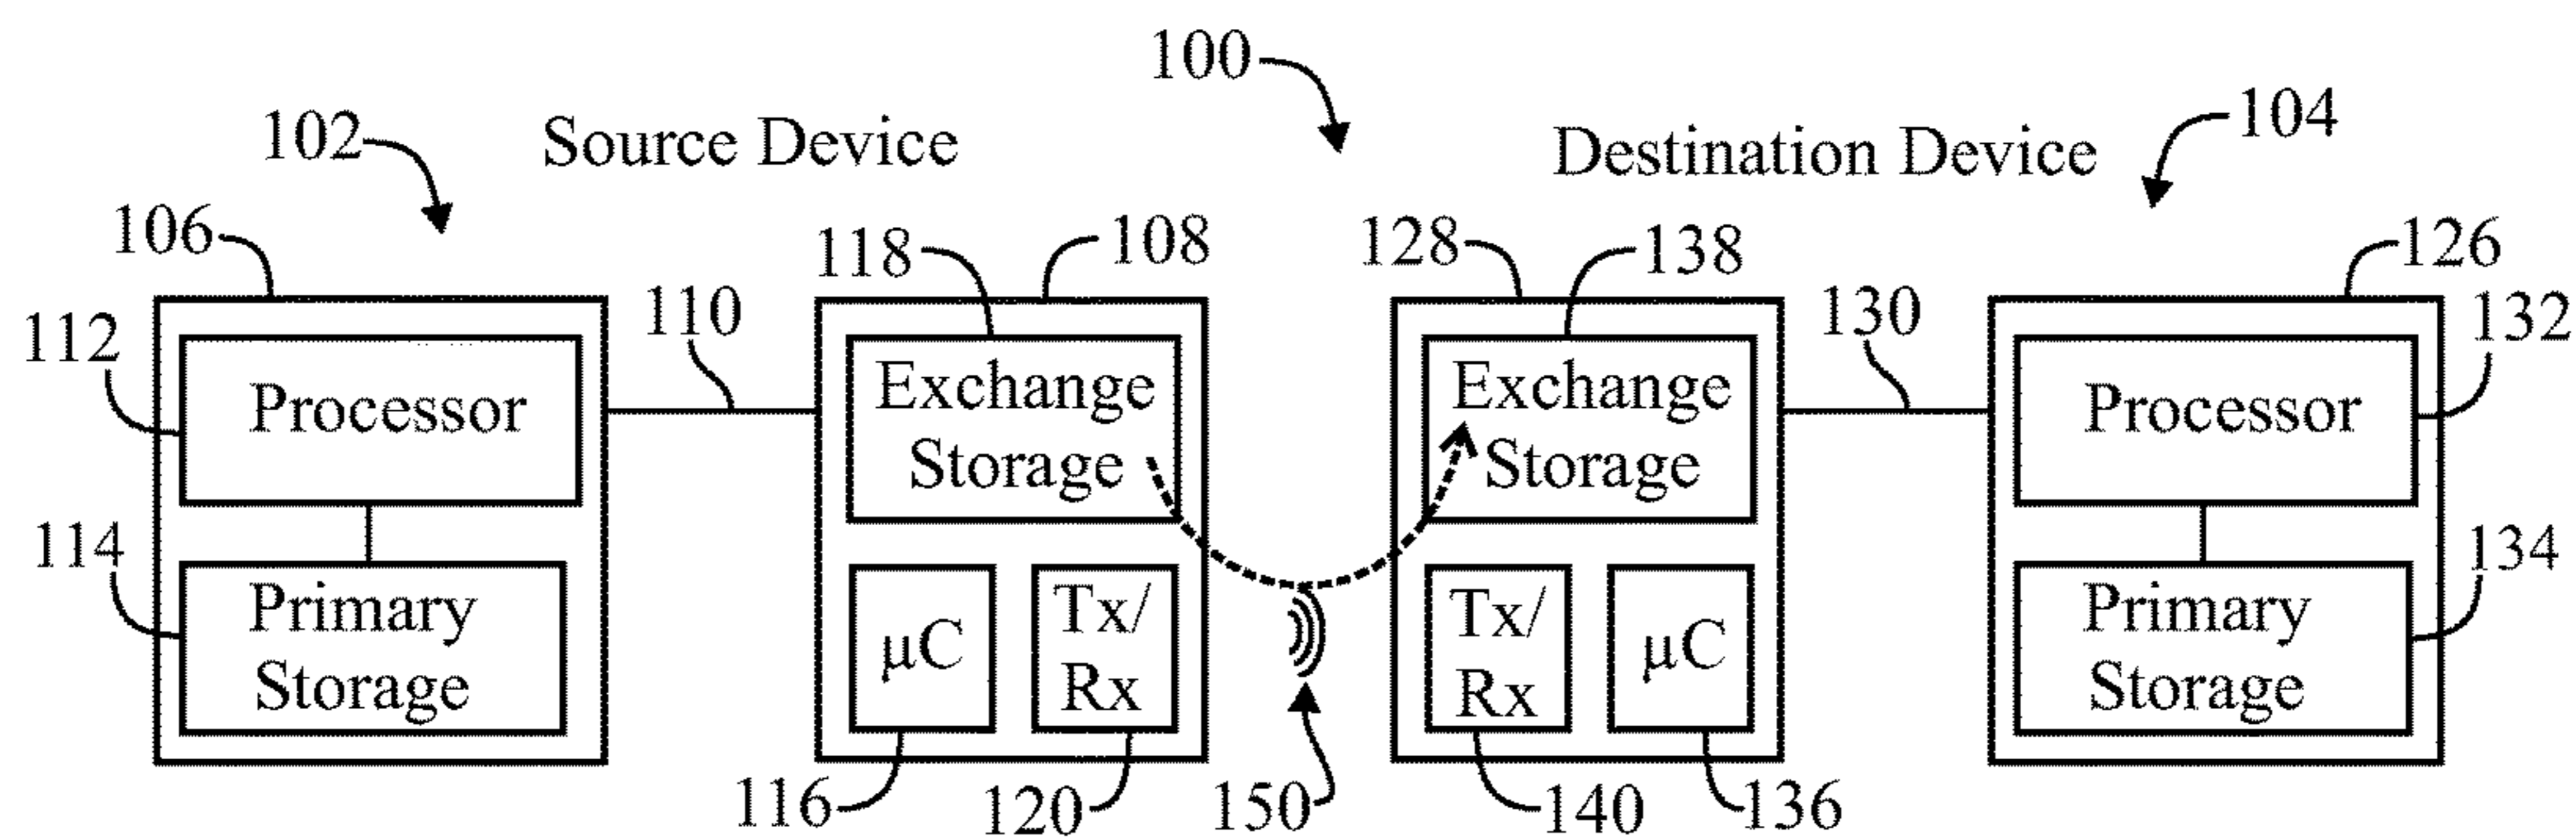 100
102
Source Device
Destination Device
104
106
118
108
128
138
126
112
110
130
132
Processor
Exchange
Storage
Exchange
Storage
Processor
114
Primary
Storage
µC
Tx/
Rx
Tx/
Rx
µC
Primary
Storage
134
116
120
150
140
136